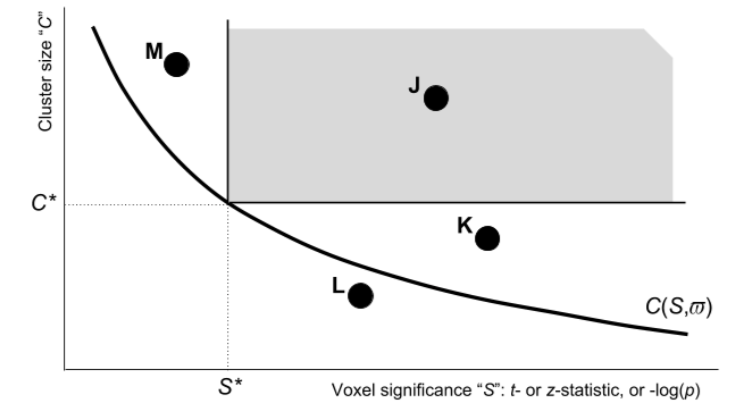 Cluster size “C”
M
J
C*
K
L
C(S,ϖ)
S*
Voxel significance “S”: t- or z-statistic, or -log(p)